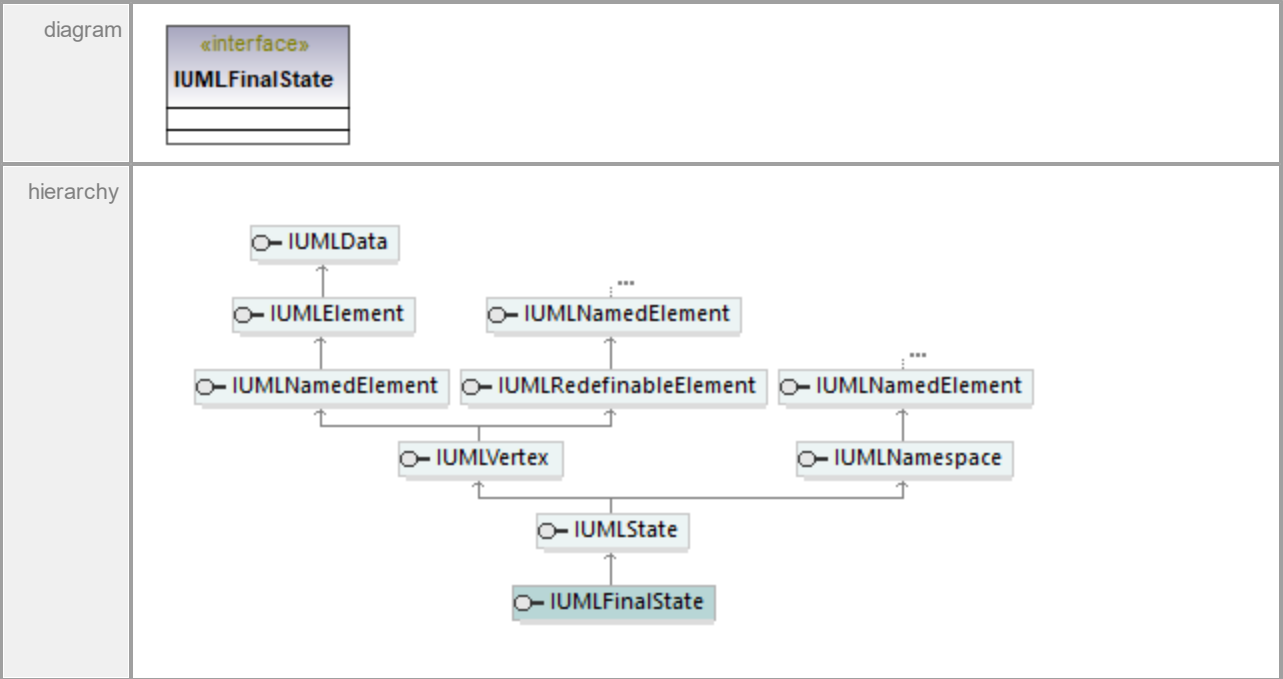 diagram
«interface»
IUMLFinalState
hierarchy
IUMLData
...
IUMLElement
IUMLNamedElement
...
IUMLNamedElement
IUMLRedefinableElement
IUMLNamedElement
IUMLVertex
IUMLNamespace
IUMLState
IUMLFinalState